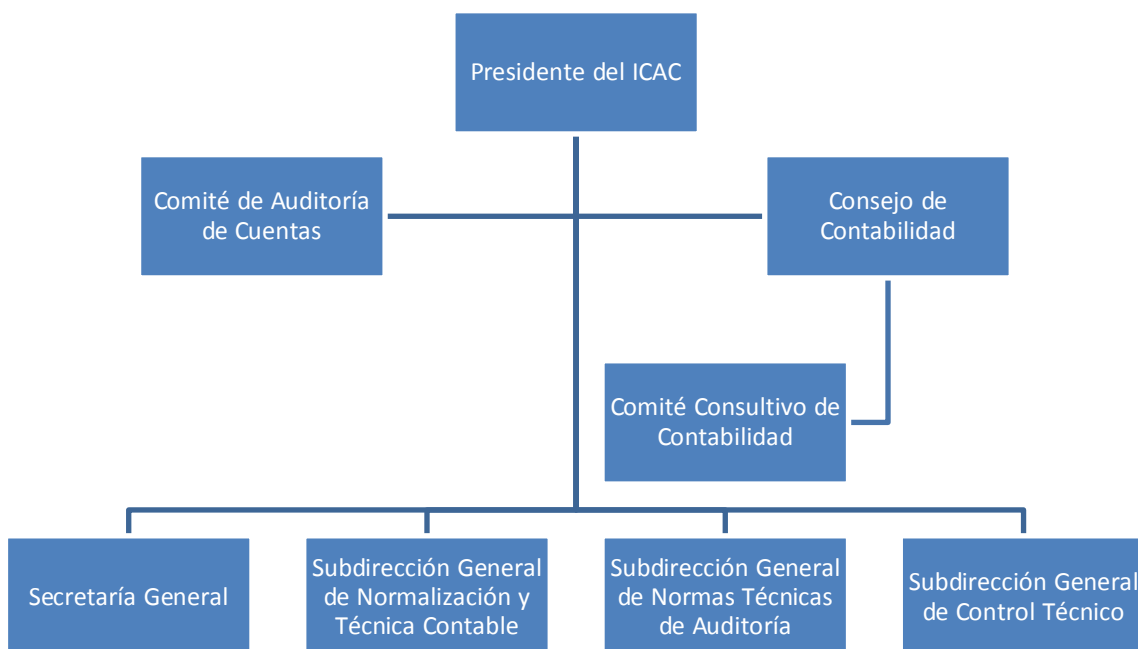 Presidente del ICAC
Comité de Auditoría
de Cuentas
Consejo de
Contabilidad
Comité Consultivo de
Contabilidad
Secretaría General
Subdirección General
de Normalización y
Técnica Contable
Subdirección General
de Normas Técnicas
de Auditoría
Subdirección General
de Control Técnico